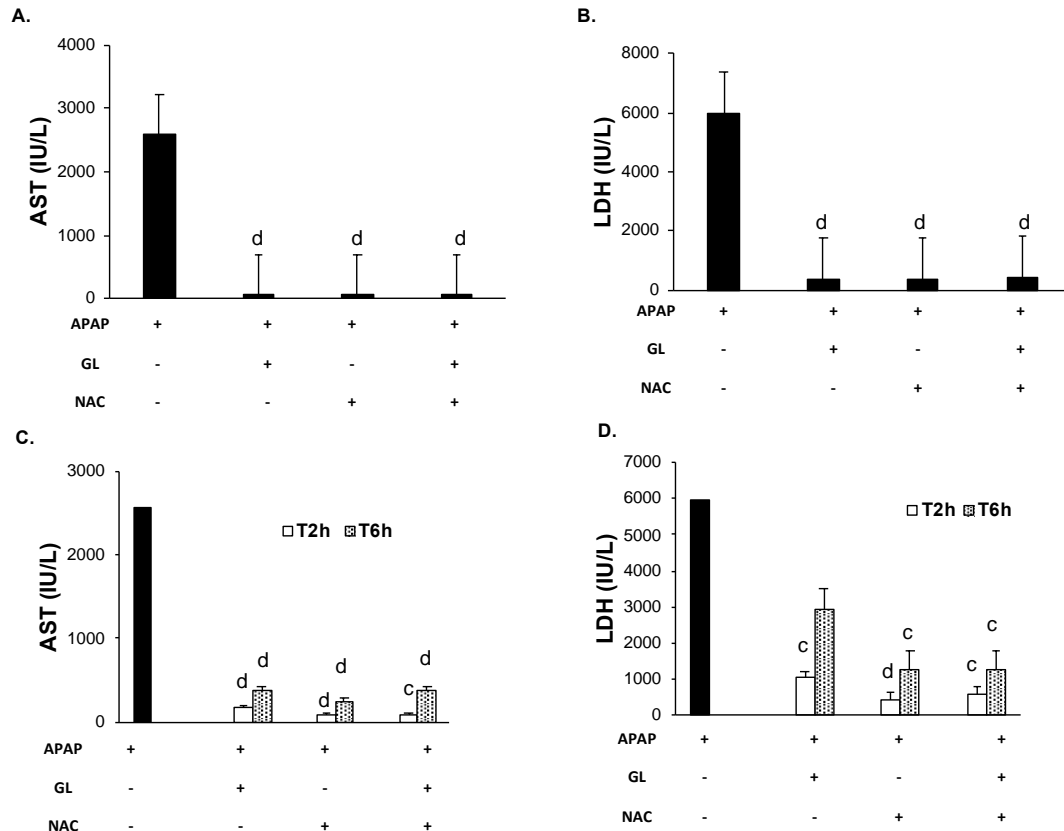 A.
AST (IU/L)
4000
3000
2000
1000
0
d d d
APAP + + + +
GL - + - +
NAC - - + +
B.
LDH (IU/L)
8000
6000
4000
2000
0
d d d
APAP + + + +
GL - + - +
NAC - - + +
C.
AST (IU/L)
3000
2000
1000
0
T2h T6h
d d d d c d
APAP + + + +
GL - + - +
NAC - - + +
D.
LDH (IU/L)
7000
6000
5000
4000
3000
2000
1000
0
T2h T6h
c d c c c
APAP + + + +
GL - + - +
NAC - - + +